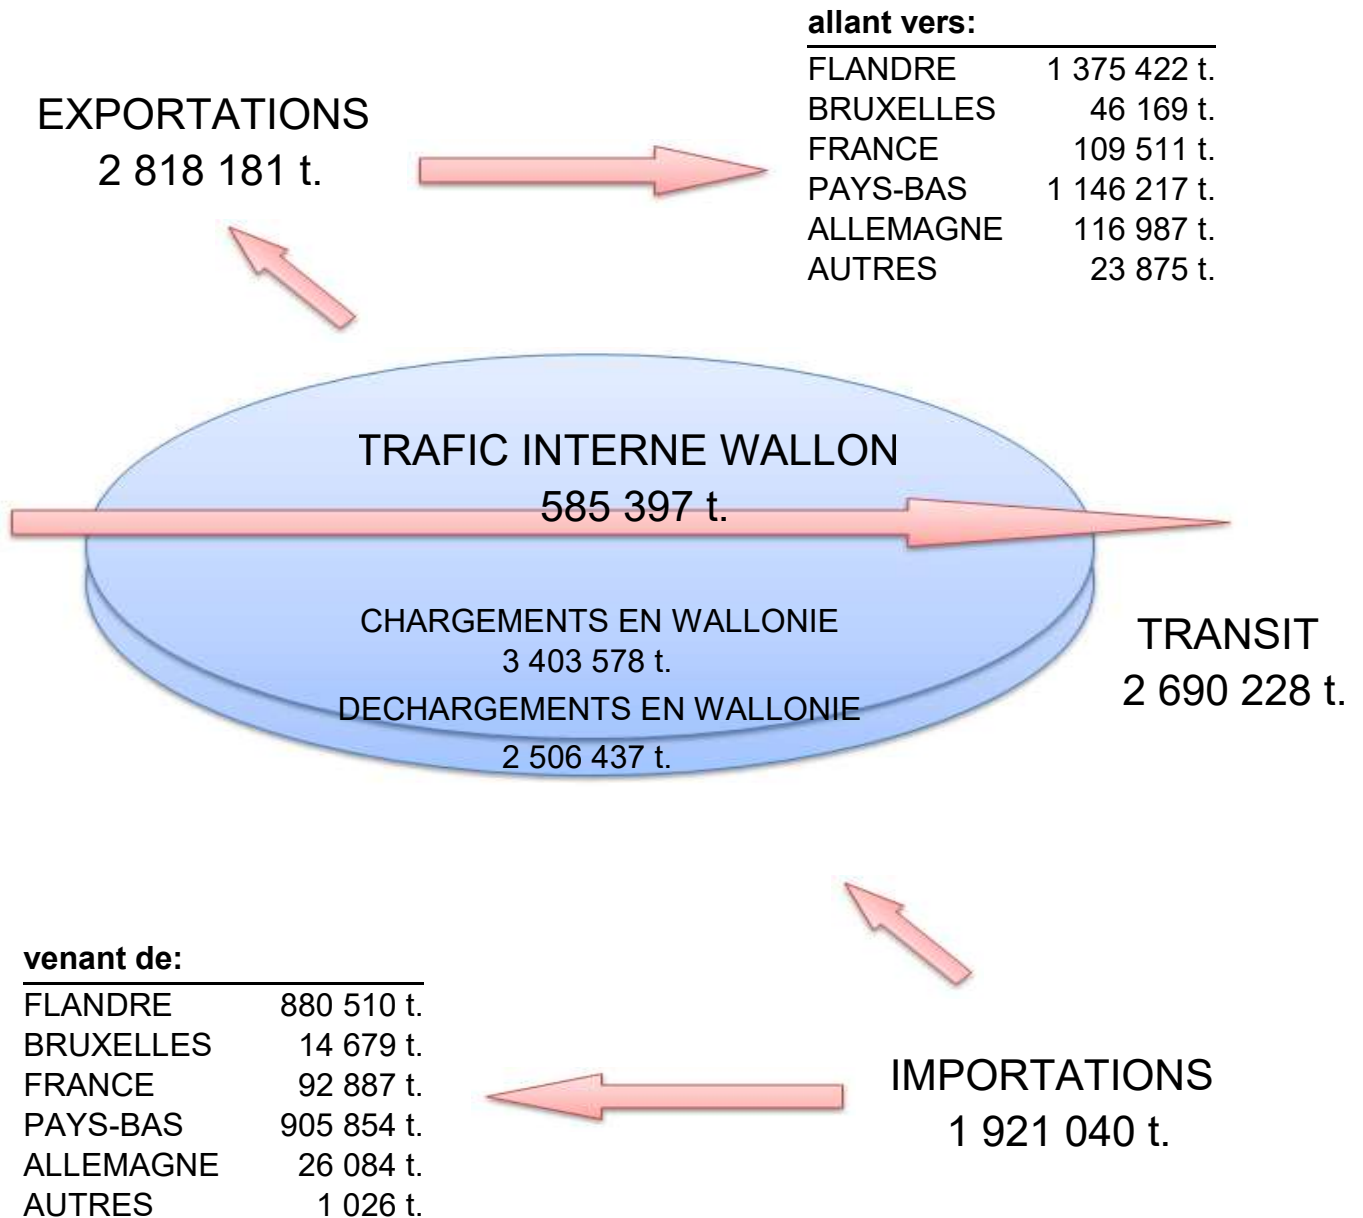 allant vers:
FLANDRE 1 375 422 t.
BRUXELLES 46 169 t.
FRANCE 109 511 t.
PAYS-BAS 1 146 217 t.
ALLEMAGNE 116 987 t.
AUTRES 23 875 t.
EXPORTATIONS
2 818 181 t.
TRAFIC INTERNE WALLON
585 397 t.
CHARGEMENTS EN WALLONIE
3 403 578 t.
DECHARGEMENTS EN WALLONIE
2 506 437 t.
TRANSIT
2 690 228 t.
venant de:
FLANDRE 880 510 t.
BRUXELLES 14 679 t.
FRANCE 92 887 t.
PAYS-BAS 905 854 t.
ALLEMAGNE 26 084 t.
AUTRES 1 026 t.
IMPORTATIONS
1 921 040 t.